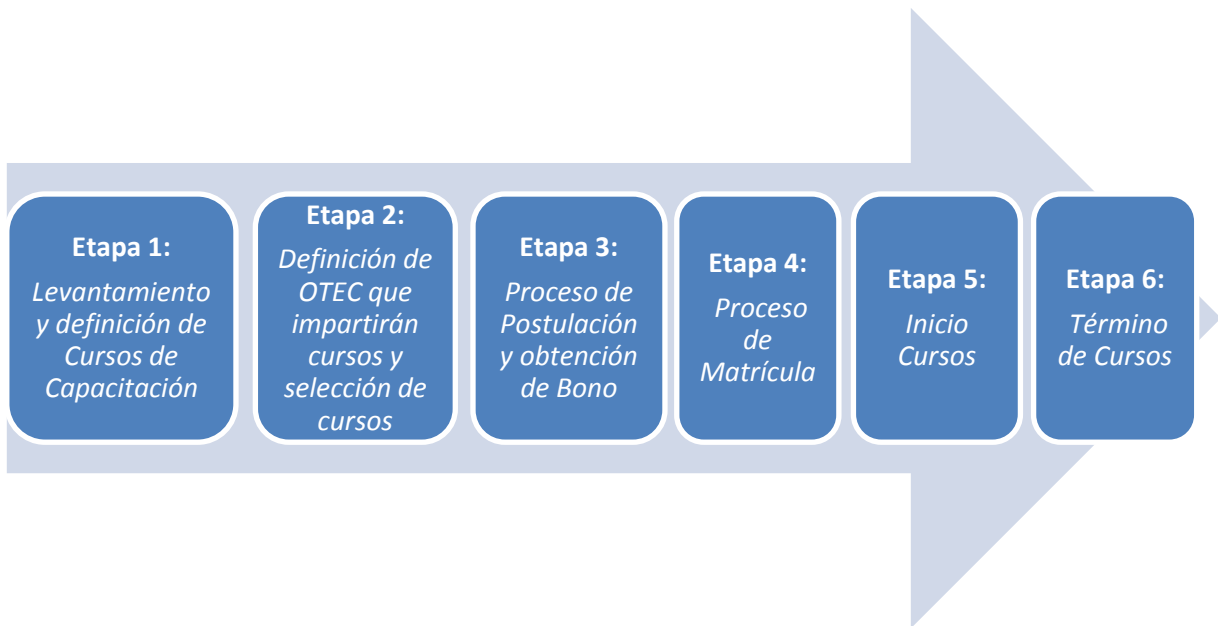 Etapa 1:
Levantamiento
y definición de
Cursos de
Capacitación
Etapa 2:
Definición de
OTEC que
impartirán
cursos y
selección de
cursos
Etapa 3:
Proceso de
Postulación
y obtención
de Bono
Etapa 4:
Proceso
de
Matrícula
Etapa 5:
Inicio
Cursos
Etapa 6:
Término
de Cursos